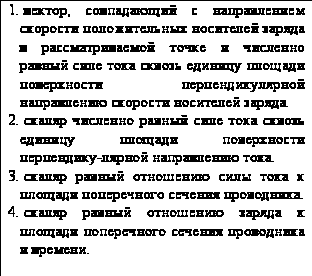 1. вектор, совпадающий с направлением
скорости положительных носителей заряда
в рассматриваемой точке и численно
равный силе тока сквозь единицу площади
поверхности перпендикулярной
направлению скорости носителей заряда.
2. скаляр численно равный силе тока сквозь
единицу площади поверхности
перпендику-лярной направлению тока.
3. скаляр равный отношению силы тока к
площади поперечного сечения проводника.
4. скаляр равный отношению заряда к
площади поперечного сечения проводника
и времени.